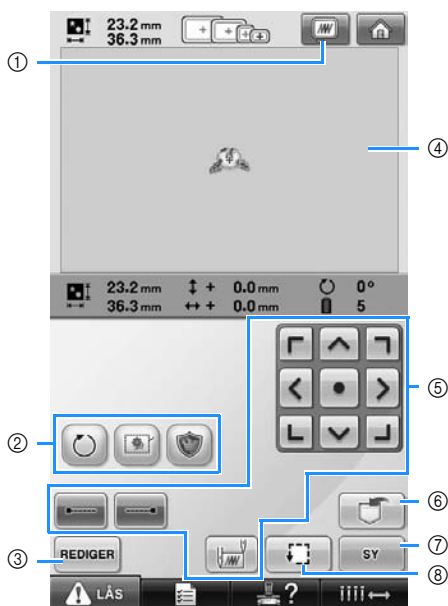 23.2 mm
36.3 mm
①
④
23.2 mm ↕ + 0.0 mm 0°
36.3 mm ↔ + 0.0 mm 5
⑤
②
⑥
③ REDIGER SY ⑦
⑧
LÅS ?